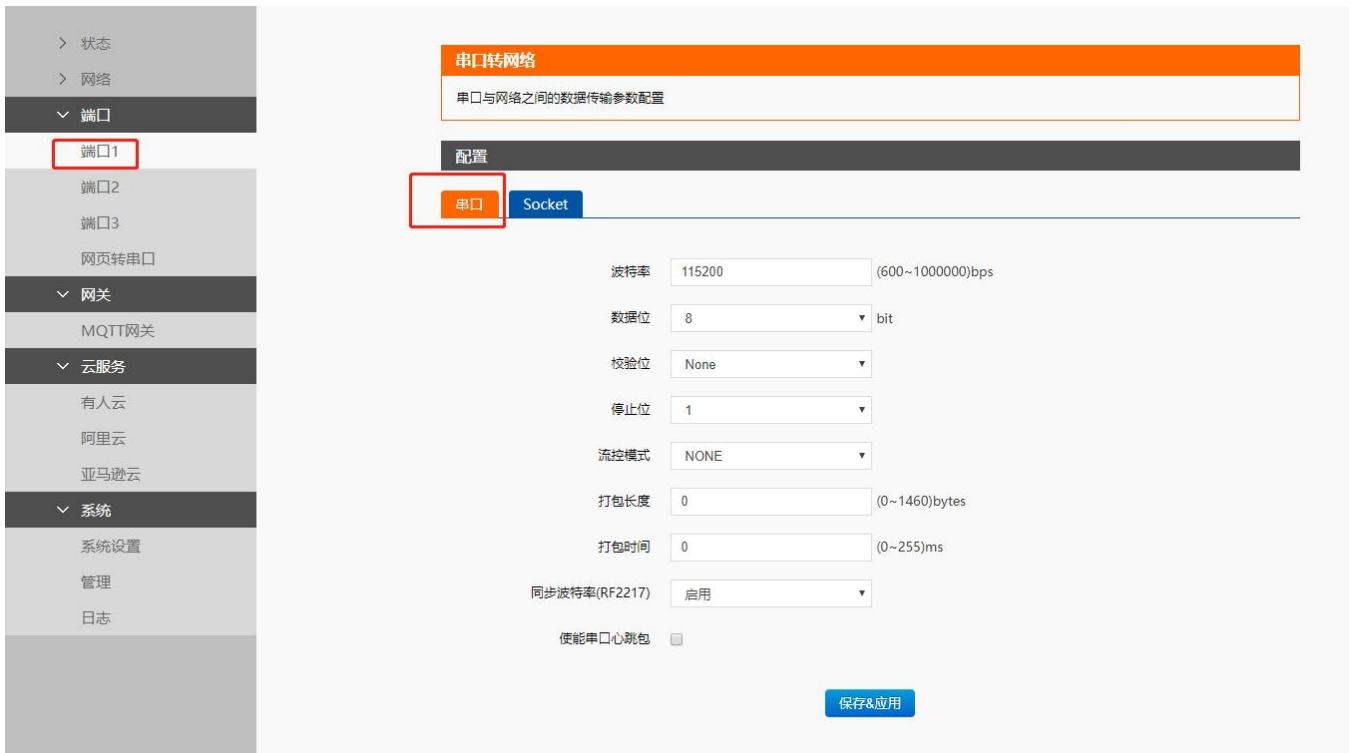 状态
网络
端口
端口1
端口2
端口3
网页转串口
网关
MQTT网关
云服务
有人云
阿里云
亚马逊云
系统
系统设置
管理
日志
串口转网络
串口与网络之间的数据传输参数配置
配置
串口 Socket
波特率 115200 (600~1000000)bps
数据位 8 bit
校验位 None
停止位 1
流控模式 NONE
打包长度 0 (0~1460)bytes
打包时间 0 (0~255)ms
同步波特率(RF2217) 启用
使能串口心跳包
保存&应用